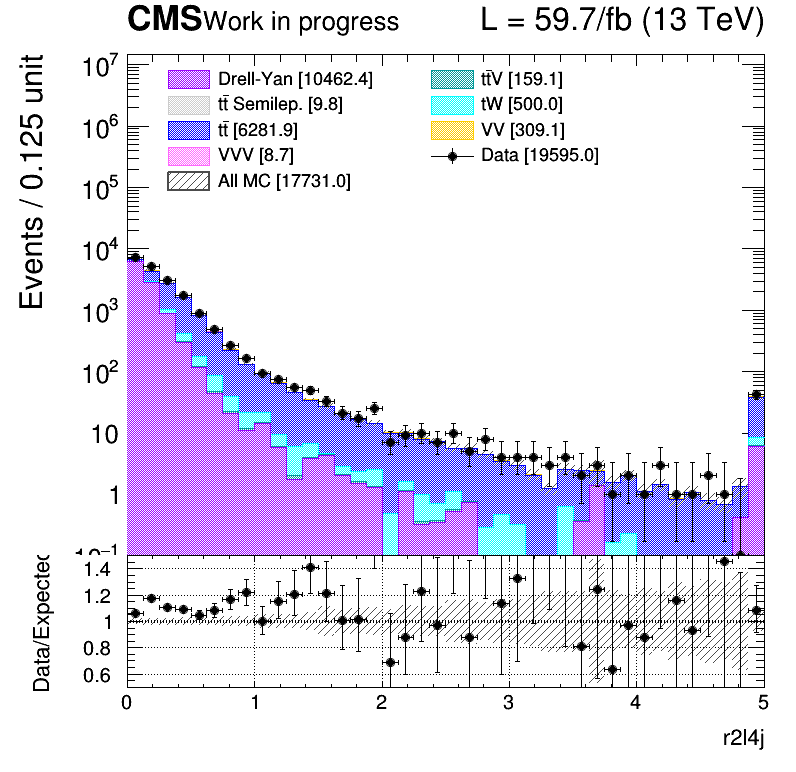 CMS Work in progress L = 59.7/fb (13 TeV)
Events / 0.125 unit
10⁷
10⁶
10⁵
10⁴
10³
10²
10
1
10⁻¹
Drell-Yan [10462.4]
tt̄ Semilep. [9.8]
tt̄ [6281.9]
VVV [8.7]
All MC [17731.0]
tt̄V [159.1]
tW [500.0]
VV [309.1]
Data [19595.0]
Data/Expected
1.4
1.2
1
0.8
0.6
0 1 2 3 4 5
r2l4j